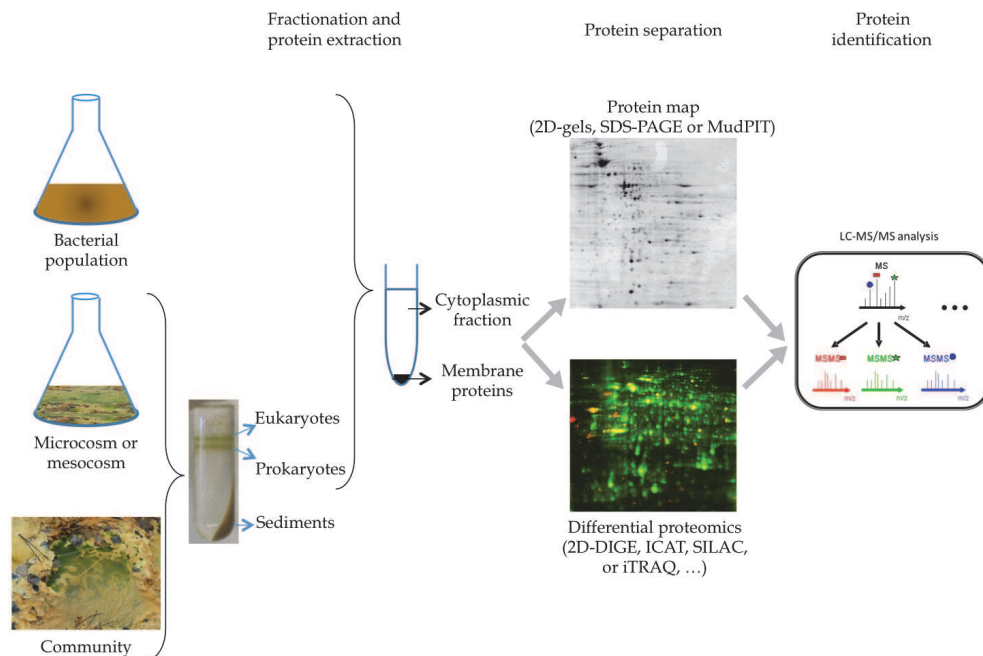 Fractionation and
protein extraction
Protein separation
Protein
identification
Protein map
(2D-gels, SDS-PAGE or MudPIT)
Bacterial
population
LC-MS/MS analysis
MS
m/z
MSMS
MSMS
MSMS
m/z
m/z
m/z
Cytoplasmic
fraction
Membrane
proteins
Microcosm or
mesocosm
Eukaryotes
Prokaryotes
Sediments
Differential proteomics
(2D-DIGE, ICAT, SILAC,
or iTRAQ, ...)
Community